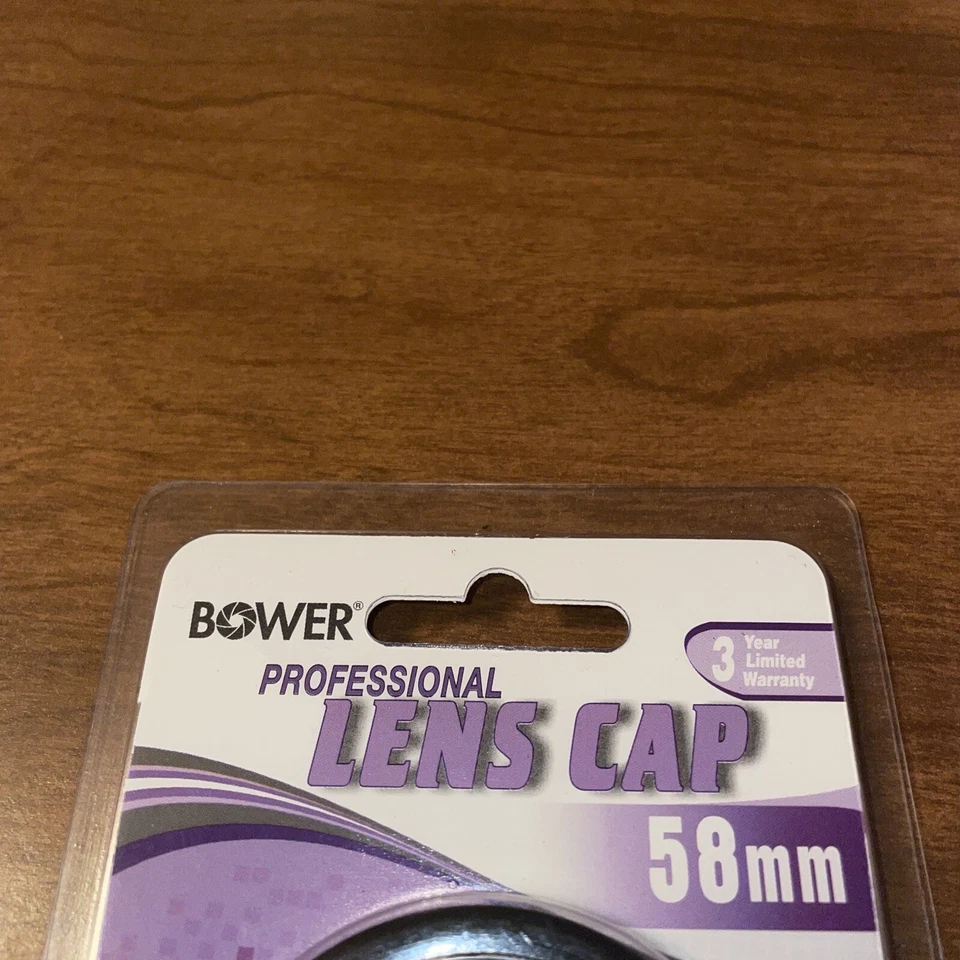 BOWER®
3 Year
Limited
Warranty
PROFESSIONAL
LENS CAP
58mm